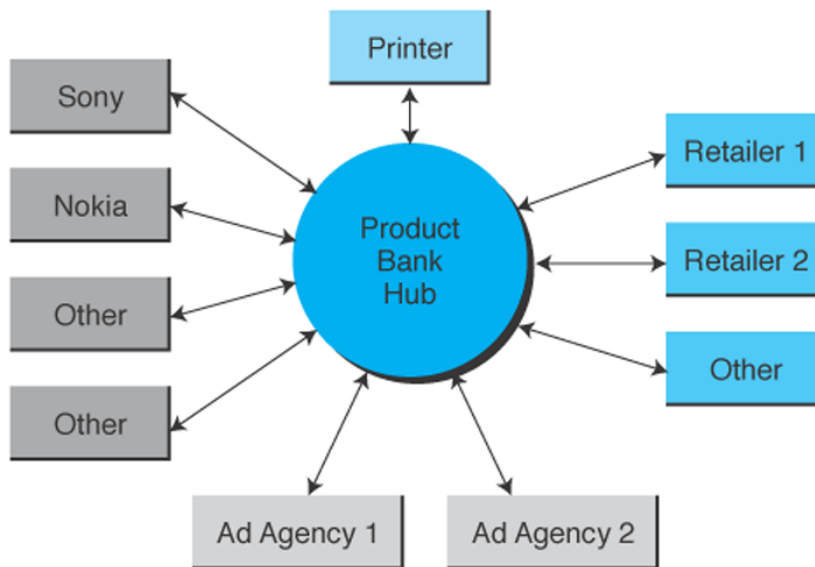 Printer
Sony
Nokia
Other
Other
Product
Bank
Hub
Retailer 1
Retailer 2
Other
Ad Agency 1
Ad Agency 2